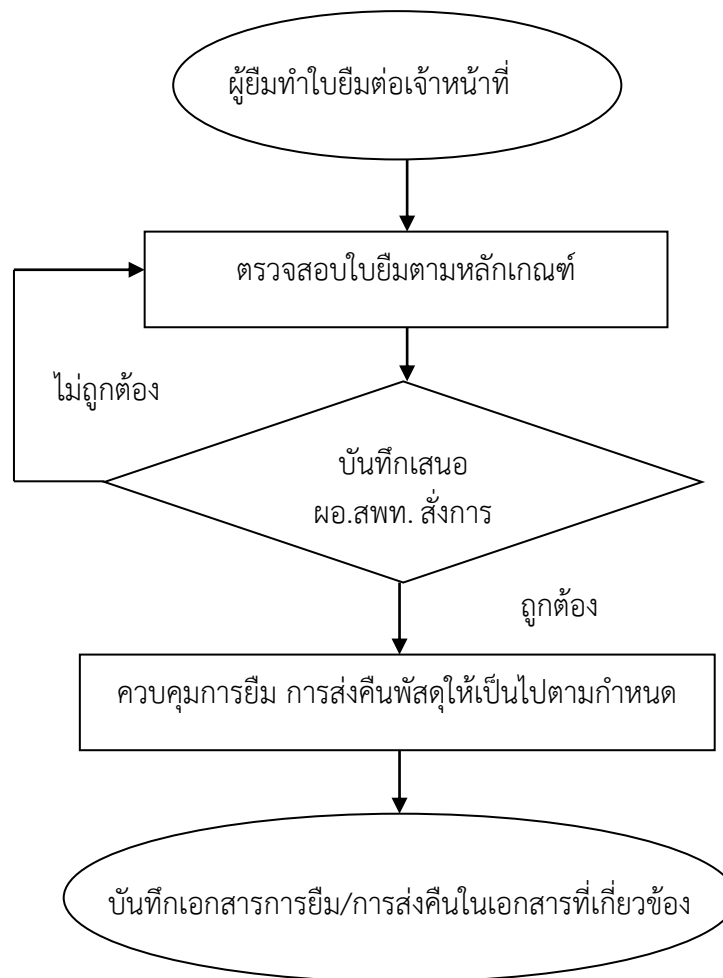 ผู้ยืมทำใบยืมต่อเจ้าหน้าที่
ตรวจสอบใบยืมตามหลักเกณฑ์
ไม่ถูกต้อง
บันทึกเสนอ
ผอ.สพท. สั่งการ
ถูกต้อง
ควบคุมการยืม การส่งคืนพัสดุให้เป็นไปตามกำหนด
บันทึกเอกสารการยืม/การส่งคืนในเอกสารที่เกี่ยวข้อง